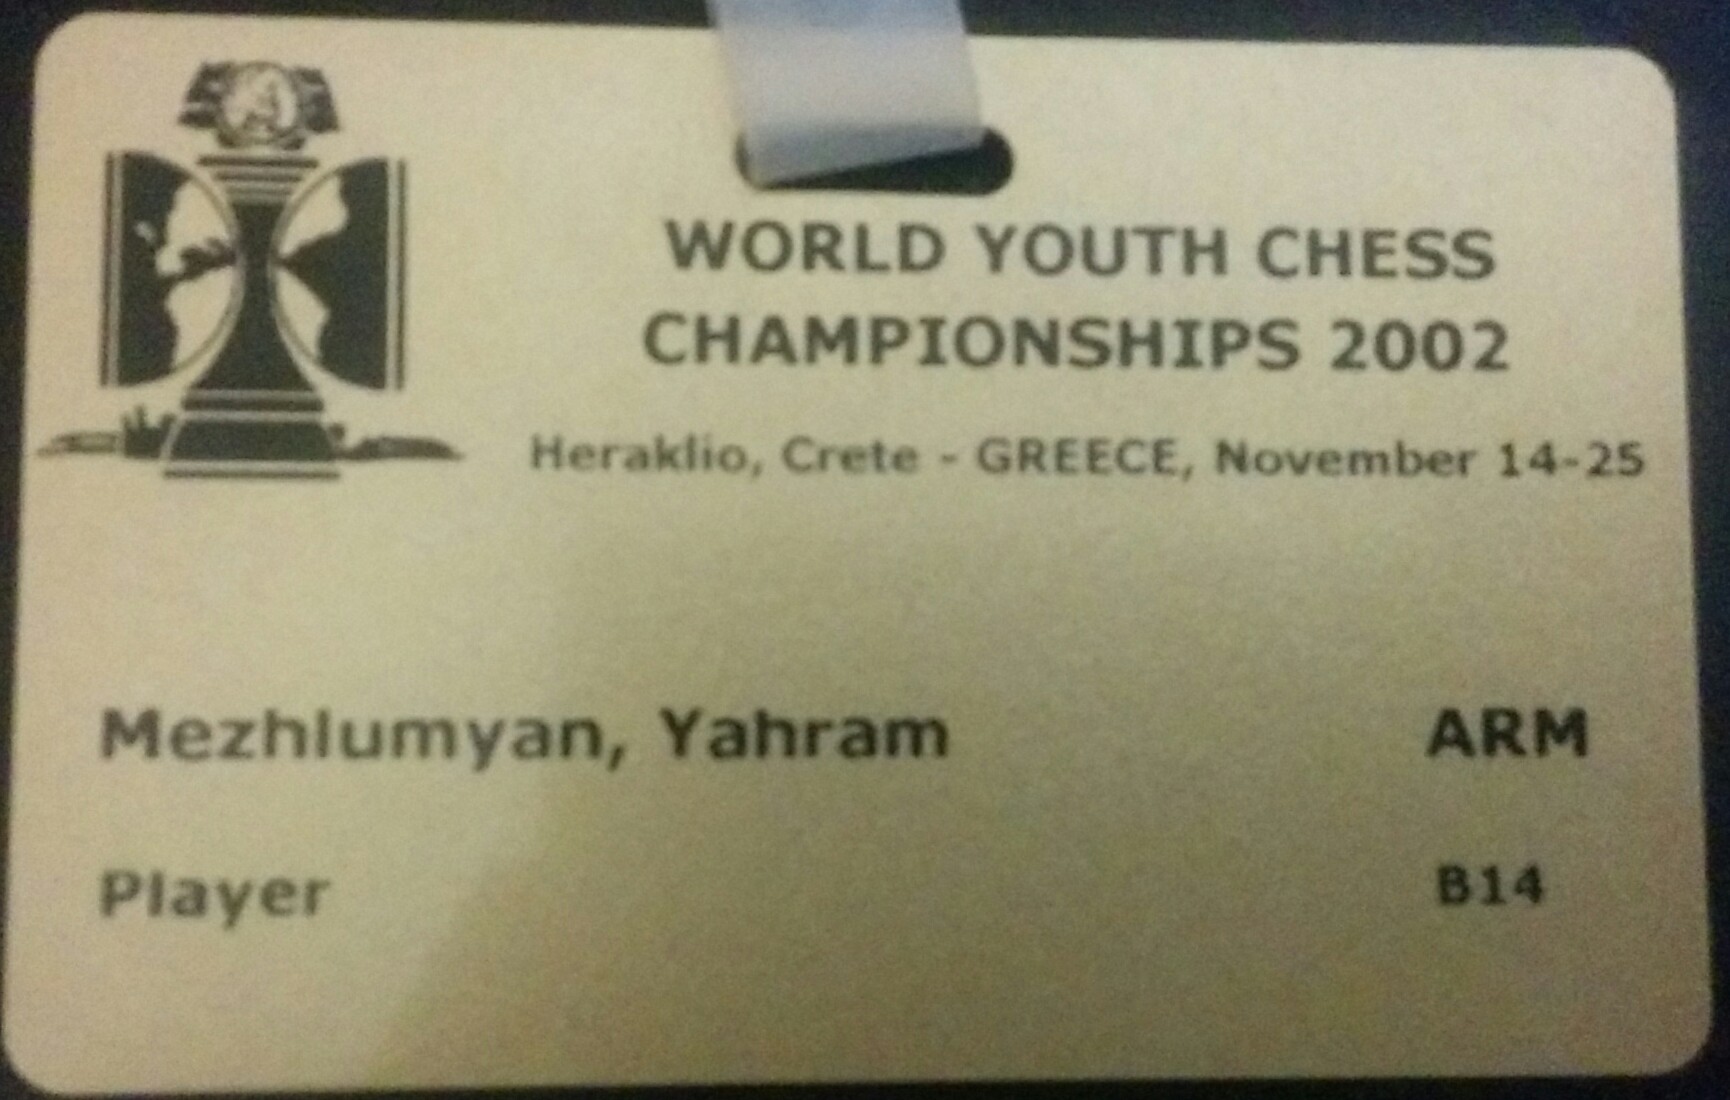 WORLD YOUTH CHESS
CHAMPIONSHIPS 2002
Heraklio, Crete - GREECE, November 14-25
Mezhlumyan, Yahram ARM
Player B14